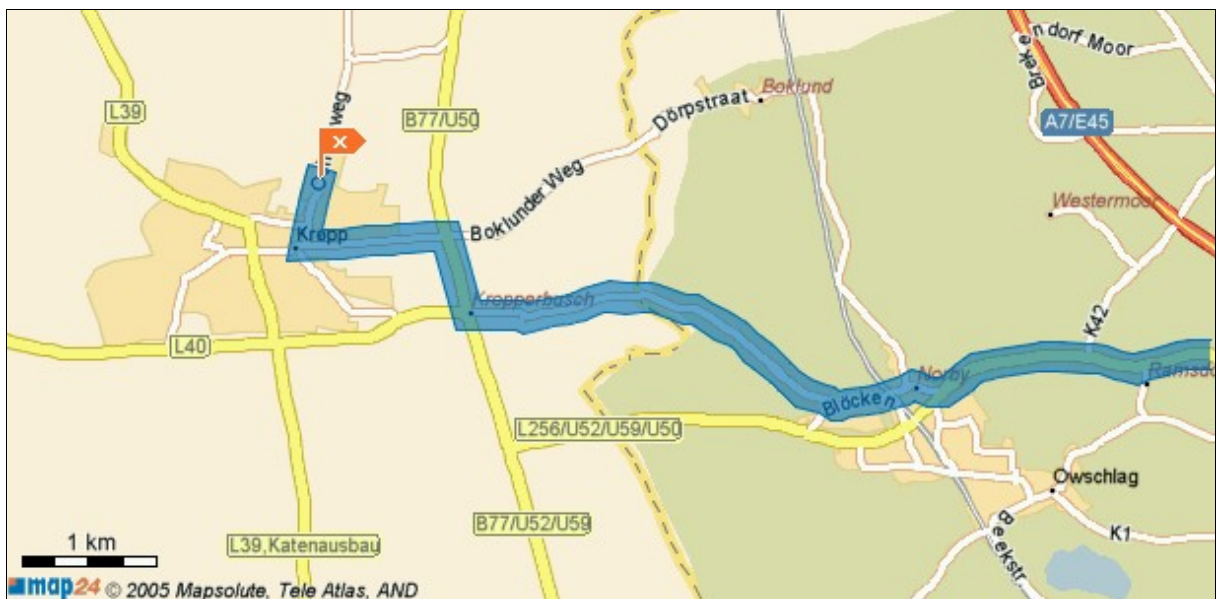 ndorf Moor
Breke
Boklund
L39
weg
B77/U50
Dörpstraat
A7/E45
Boklunder Weg
Westermoor
Kropp
Kropperbusch
K42
L40
Norby
Blöcken
L256/U52/U59/U50
Owschlag
B77/U52/U59
K1
1 km
L39,Katenausbau
Beekstr
map24 © 2005 Mapsolute, Tele Atlas, AND